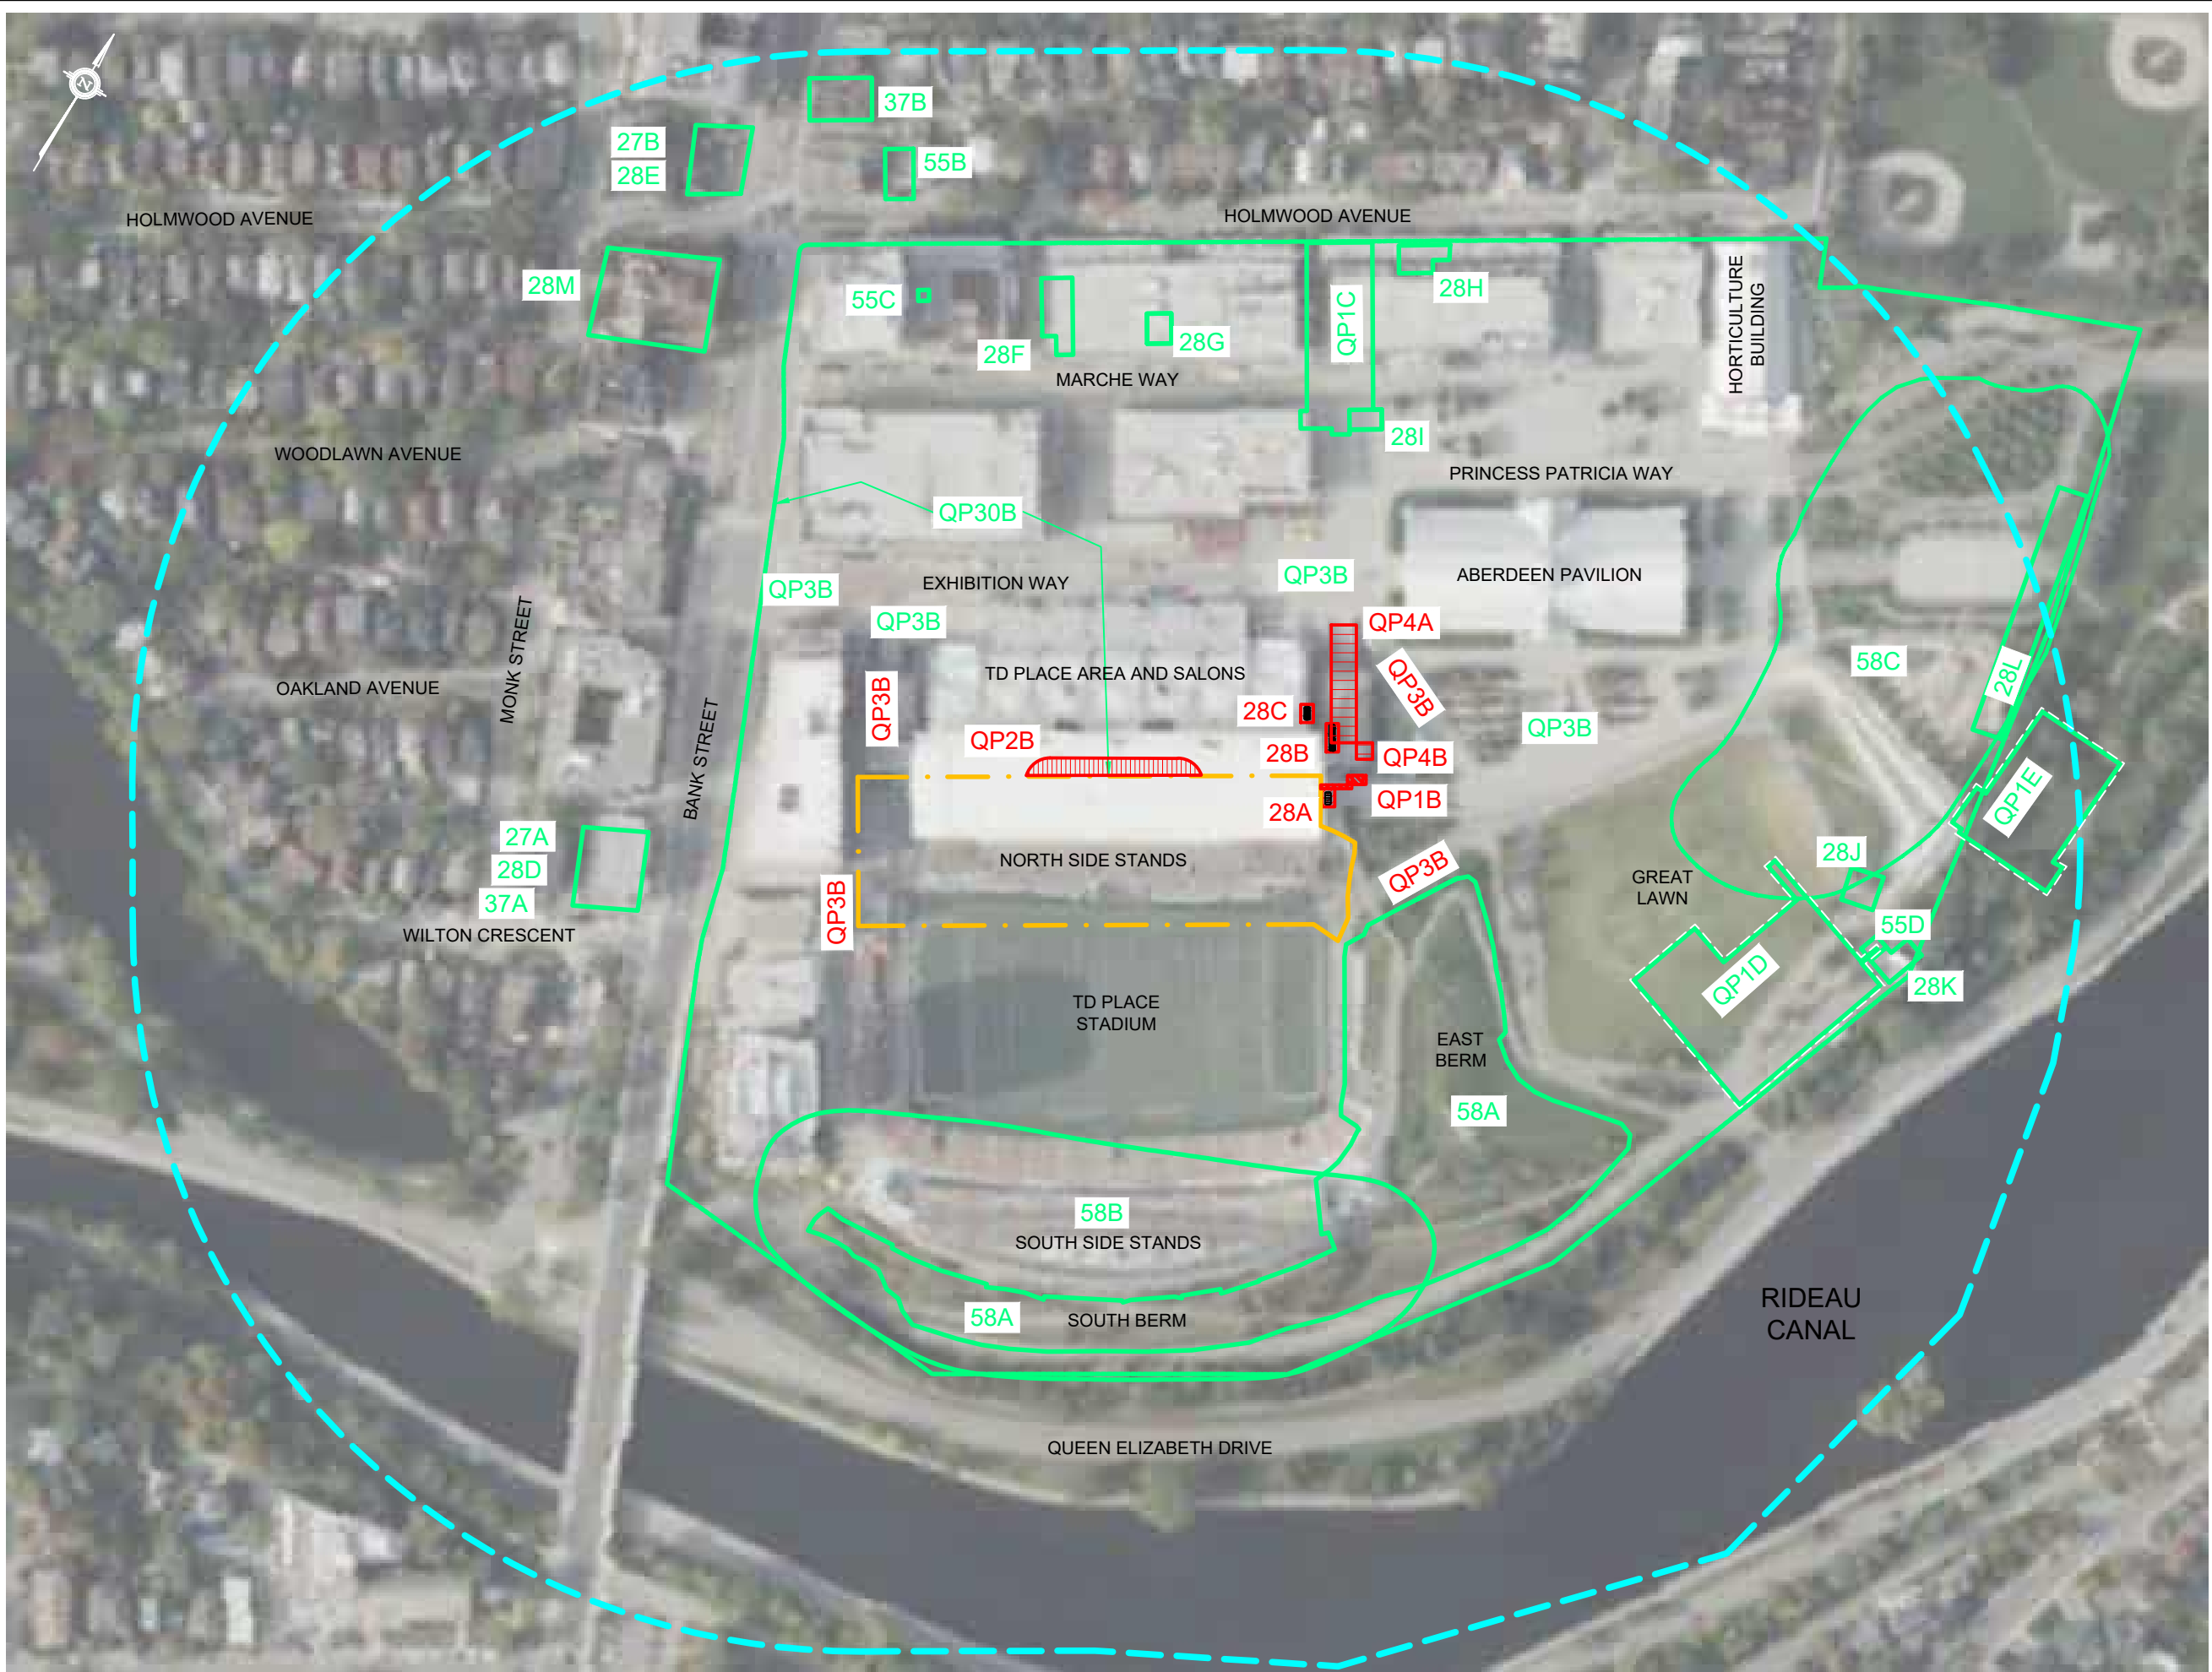 N
37B
27B
55B
28E
HOLMWOOD AVENUE
HOLMWOOD AVENUE
28M
55C
28H
QP1C
HORTICULTURE
BUILDING
28F
28G
MARCHE WAY
28I
WOODLAWN AVENUE
PRINCESS PATRICIA WAY
QP30B
QP3B
EXHIBITION WAY
QP3B
ABERDEEN PAVILION
QP3B
QP4A
MONK STREET
58C
OAKLAND AVENUE
TD PLACE AREA AND SALONS
QP3B
QP3B
28L
28C
QP3B
QP2B
28B
QP4B
BANK STREET
28A
QP1B
QP1E
27A
28D
37A
NORTH SIDE STANDS
QP3B
28J
GREAT
LAWN
QP3B
WILTON CRESCENT
55D
QP1D
28K
TD PLACE
STADIUM
EAST
BERM
58A
58B
SOUTH SIDE STANDS
58A
SOUTH BERM
RIDEAU
CANAL
QUEEN ELIZABETH DRIVE